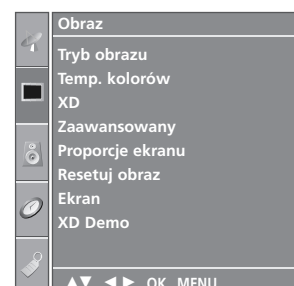 Obraz
Tryb obrazu
Temp. kolorów
XD
Zaawansowany
Proporcje ekranu
Resetuj obraz
Ekran
XD Demo
▲▼ ◄ ► OK MENU